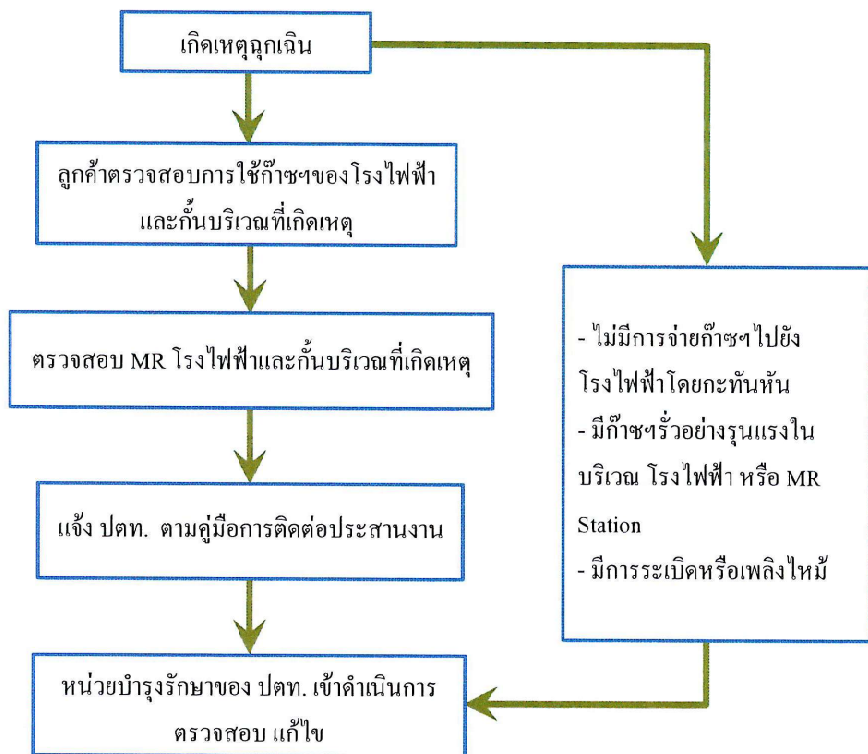 เกิดเหตุฉุกเฉิน
ลูกค้าตรวจสอบการใช้ก๊าซฯของโรงไฟฟ้า
และกั้นบริเวณที่เกิดเหตุ
ตรวจสอบ MR โรงไฟฟ้าและกั้นบริเวณที่เกิดเหตุ
แจ้ง ปตท. ตามคู่มือการติดต่อประสานงาน
หน่วยบำรุงรักษาของ ปตท. เข้าดำเนินการ
ตรวจสอบ แก้ไข
- ไม่มีการจ่ายก๊าซฯไปยัง
โรงไฟฟ้าโดยกะทันหัน
- มีก๊าซฯรั่วอย่างรุนแรงใน
บริเวณ โรงไฟฟ้า หรือ MR
Station
- มีการระเบิดหรือเพลิงไหม้